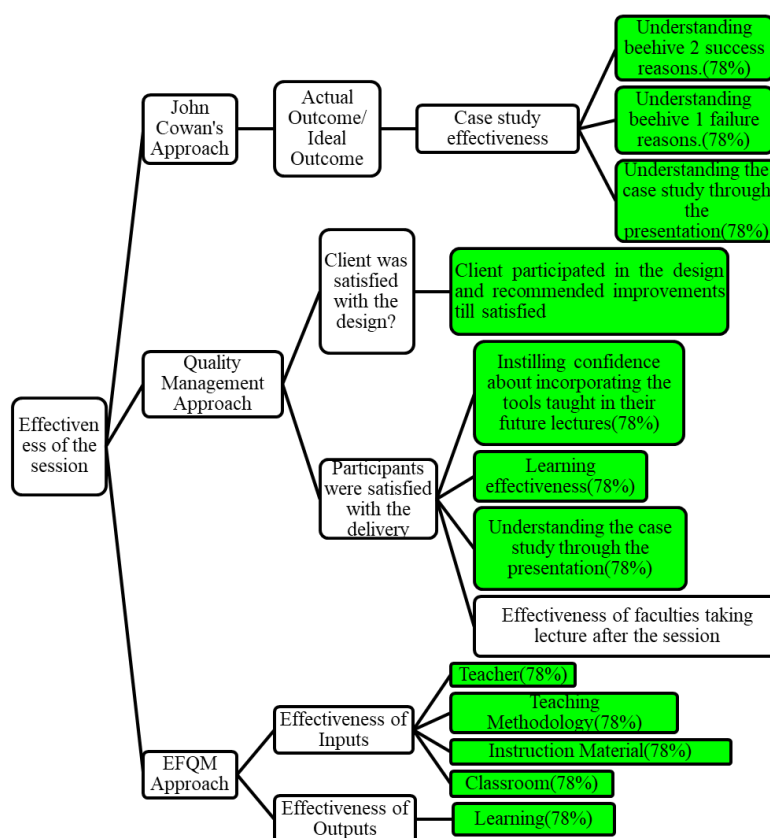 Effectiven
ess of the
session
John
Cowan's
Approach
Actual
Outcome/
Ideal
Outcome
Case study
effectiveness
Understanding
beehive 2 success
reasons.(78%)
Understanding
beehive 1 failure
reasons.(78%)
Understanding the
case study through
the
presentation(78%)
Quality
Management
Approach
Client was
satisfied
with the
design?
Client participated in the design
and recommended improvements
till satisfied
Participants
were satisfied
with the
delivery
Instilling confidence
about incorporating the
tools taught in their
future lectures(78%)
Learning
effectiveness(78%)
Understanding the case
study through the
presentation(78%)
Effectiveness of faculties taking
lecture after the session
EFQM
Approach
Effectiveness of
Inputs
Teacher(78%)
Teaching
Methodology(78%)
Instruction Material(78%)
Classroom(78%)
Effectiveness of
Outputs
Learning(78%)